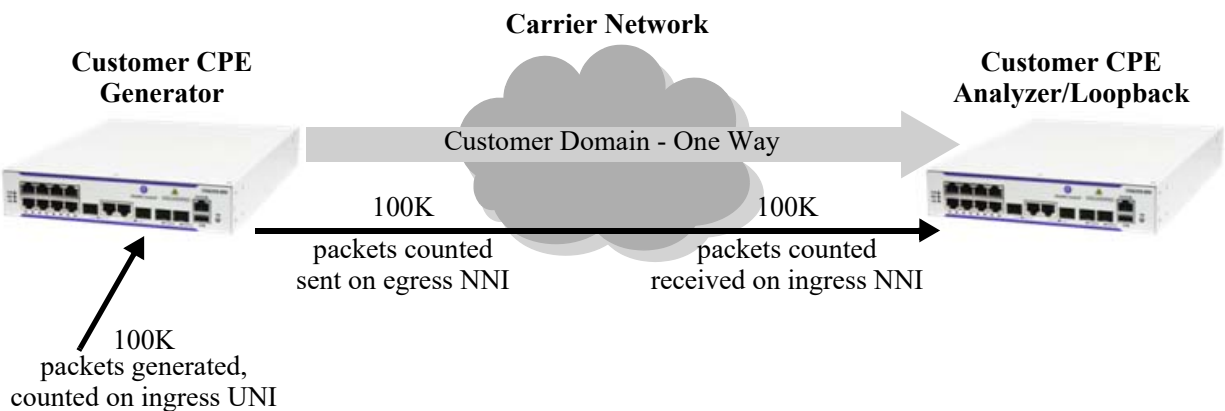 Carrier Network
Customer CPE
Generator
Customer CPE
Analyzer/Loopback
Customer Domain - One Way
100K
packets counted
sent on egress NNI
100K
packets counted
received on ingress NNI
100K
packets generated,
counted on ingress UNI